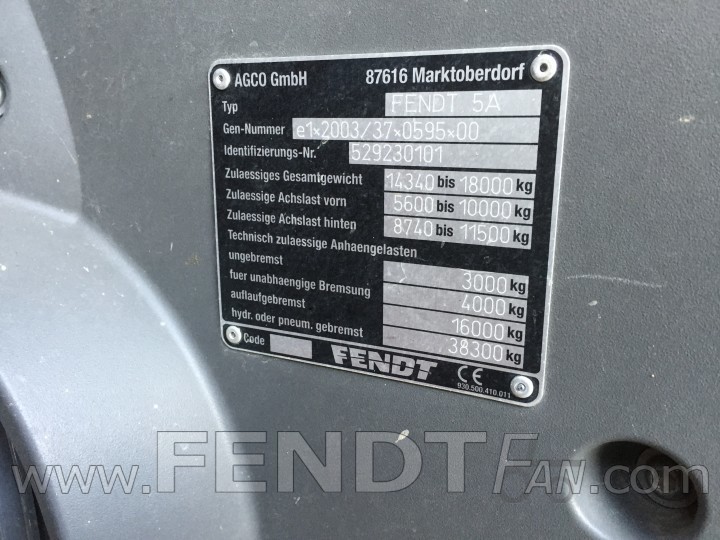 AGCO GmbH 87616 Marktoberdorf
Typ FENDT 5A
Gen-Nummer e1*2003/37*0595*00
Identifizierungs-Nr. 529230101
Zulaessiges Gesamtgewicht 14340 bis 18000 kg
Zulaessige Achslast vorn 5600 bis 10000 kg
Zulaessige Achslast hinten 8740 bis 11500 kg
Technisch zulaessige Anhaengelasten
ungebremst 3000 kg
fuer unabhaengige Bremsung 4000 kg
auflaufgebremst 16000 kg
hydr. oder pneum. gebremst 38300 kg
Code FENDT CE
930.500.410.011
www.FENDTFAN.com